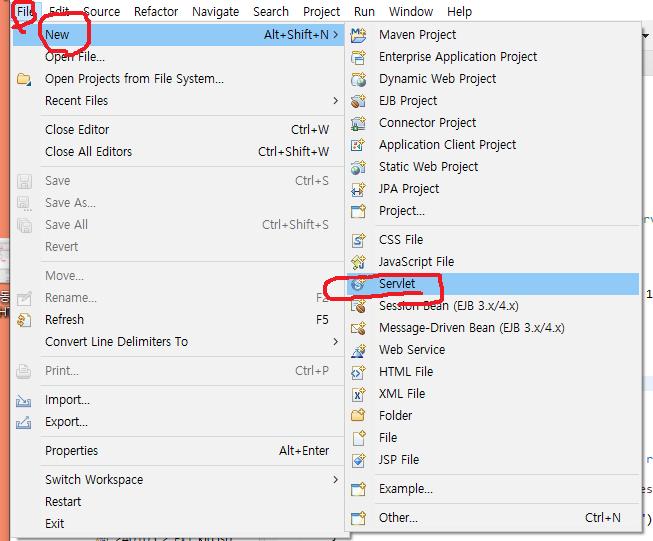 File Edit Source Refactor Navigate Search Project Run Window Help
New Alt+Shift+N
Open File...
Open Projects from File System...
Recent Files
Close Editor Ctrl+W
Close All Editors Ctrl+Shift+W
Save Ctrl+S
Save As...
Save All Ctrl+Shift+S
Revert
Move...
Rename... F2
Refresh F5
Convert Line Delimiters To
Print... Ctrl+P
Import...
Export...
Properties Alt+Enter
Switch Workspace
Restart
Exit
Maven Project
Enterprise Application Project
Dynamic Web Project
EJB Project
Connector Project
Application Client Project
Static Web Project
JPA Project
Project...
CSS File
JavaScript File
Servlet
Session Bean (EJB 3.x/4.x)
Message-Driven Bean (EJB 3.x/4.x)
Web Service
HTML File
XML File
Folder
File
JSP File
Example...
Other... Ctrl+N